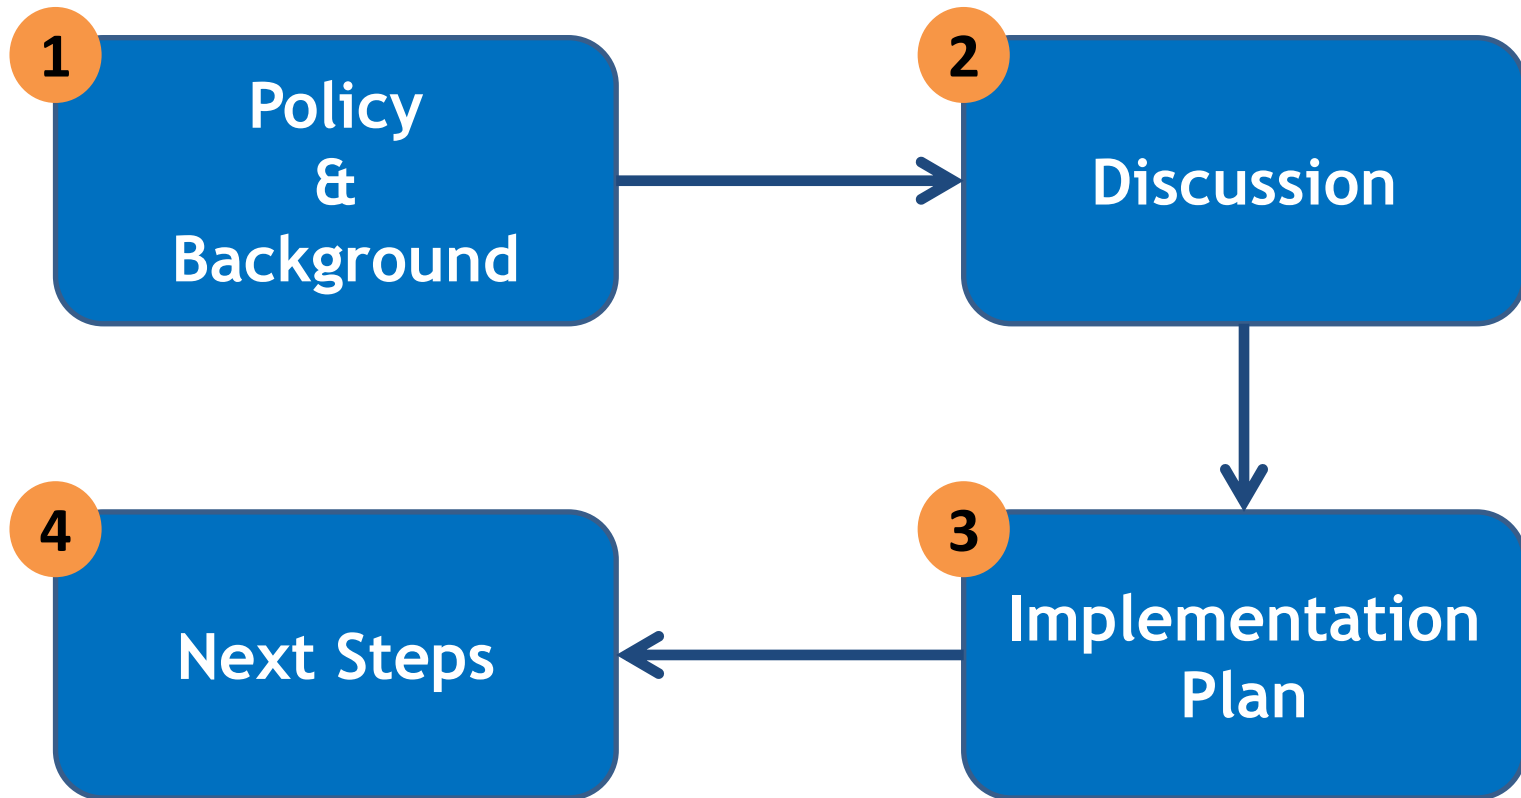 1
Policy
&
Background
2
Discussion
3
Implementation
Plan
4
Next Steps